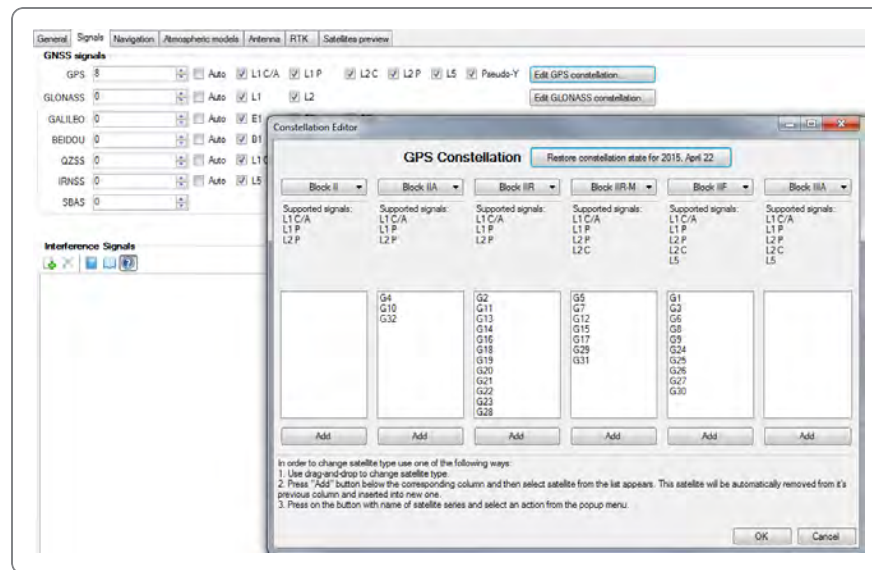 General Signals Navigation Atmospheric models Antenna RTK Satellites preview
GNSS signals
GPS 8 Auto L1 C/A L1 P L2 C L2 P L5 Pseudo-Y Edit GPS constellation...
GLONASS 0 Auto L1 L2 Edit GLONASS constellation...
GALILEO 0 Auto E1
BEIDOU 0 Auto B1
QZSS 0 Auto L1 C
IRNSS 0 Auto L5
SBAS 0
Interference Signals
Constellation Editor
GPS Constellation Restore constellation state for 2015, April 22
Block II Block IIA Block IIR Block IIR-M Block IIF Block IIIA
Supported signals: Supported signals: Supported signals: Supported signals: Supported signals: Supported signals:
L1 C/A L1 C/A L1 C/A L1 C/A L1 C/A L1 C/A
L1 P L1 P L1 P L1 P L1 P L1 P
L2 P L2 P L2 P L2 P L2 P L2 P
L2 C L2 C L2 C
L5 L5
G4 G2 G5 G1
G10 G11 G7 G3
G32 G13 G12 G6
G14 G15 G8
G16 G17 G9
G18 G29 G24
G19 G31 G25
G20 G26
G21 G27
G22 G30
G23
G28
Add Add Add Add Add Add
In order to change satellite type use one of the following ways:
1. Use drag-and-drop to change satellite type.
2. Press "Add" button below the corresponding column and then select satellite from the list appears. This satellite will be automatically removed from it's
previous column and inserted into new one.
3. Press on the button with name of satellite series and select an action from the popup menu.
OK Cancel